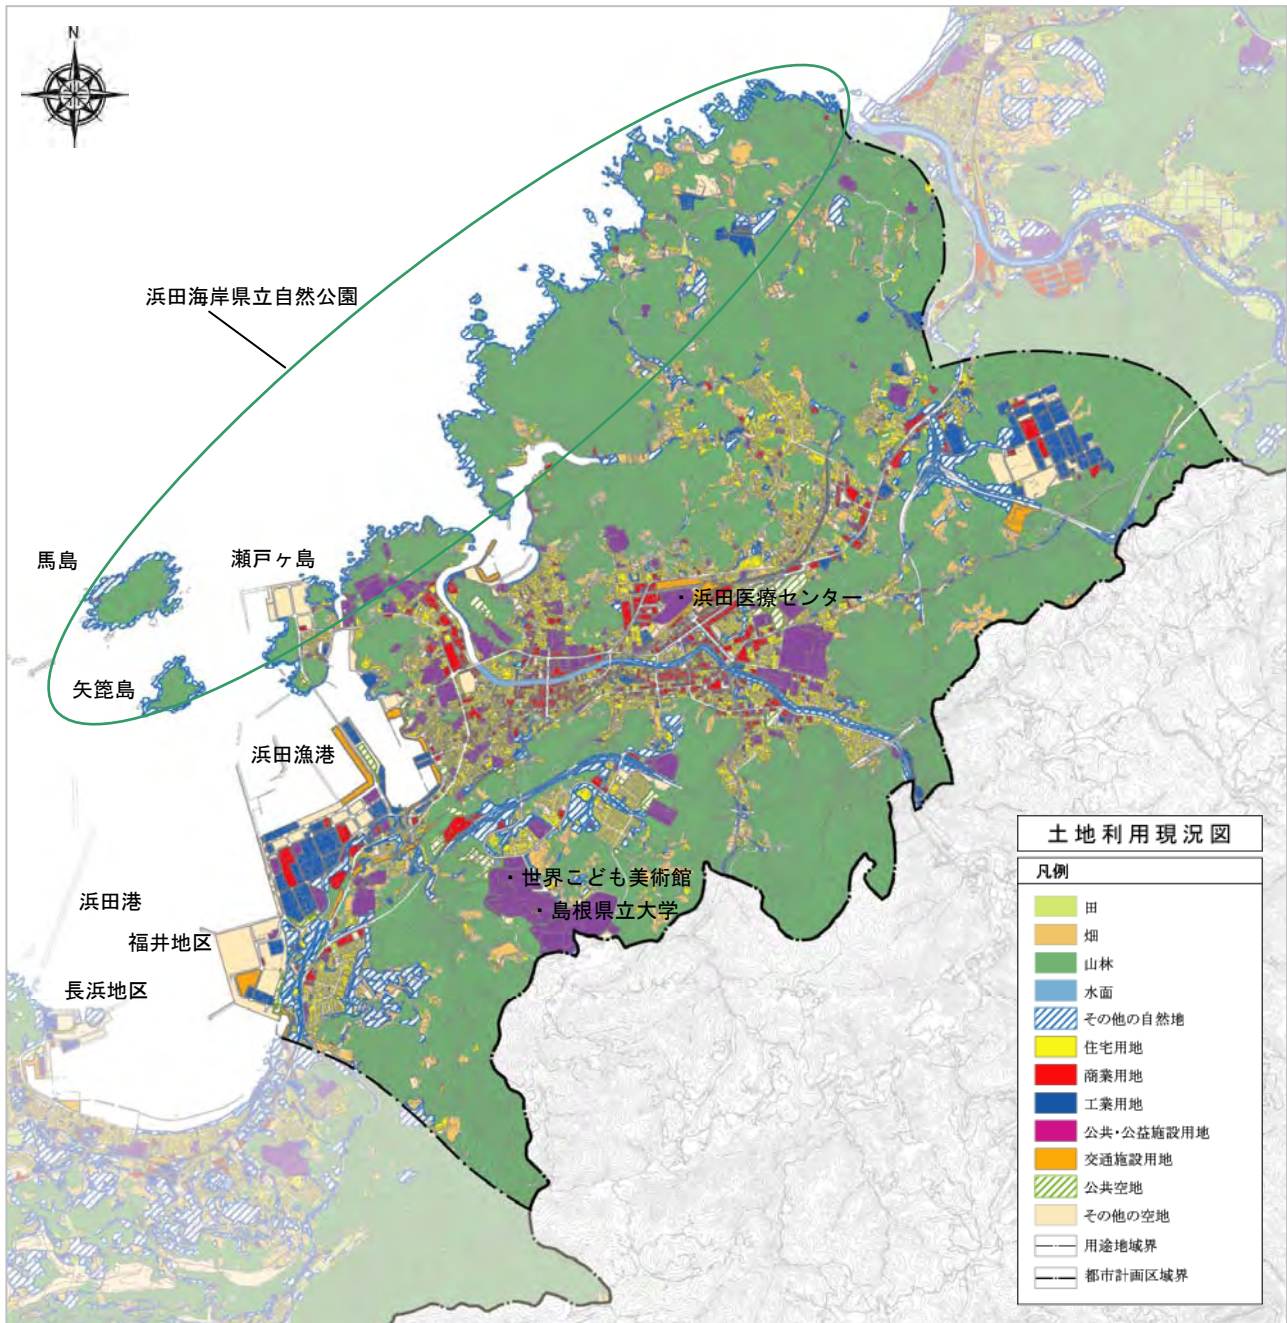 N
浜田海岸県立自然公園
馬島
瀬戸ヶ島
・浜田医療センター
矢箆島
浜田漁港
・世界こども美術館
・島根県立大学
浜田港
福井地区
長浜地区
土地利用現況図
凡例
田
畑
山林
水面
その他の自然地
住宅用地
商業用地
工業用地
公共・公益施設用地
交通施設用地
公共空地
その他の空地
用途地域界
都市計画区域界